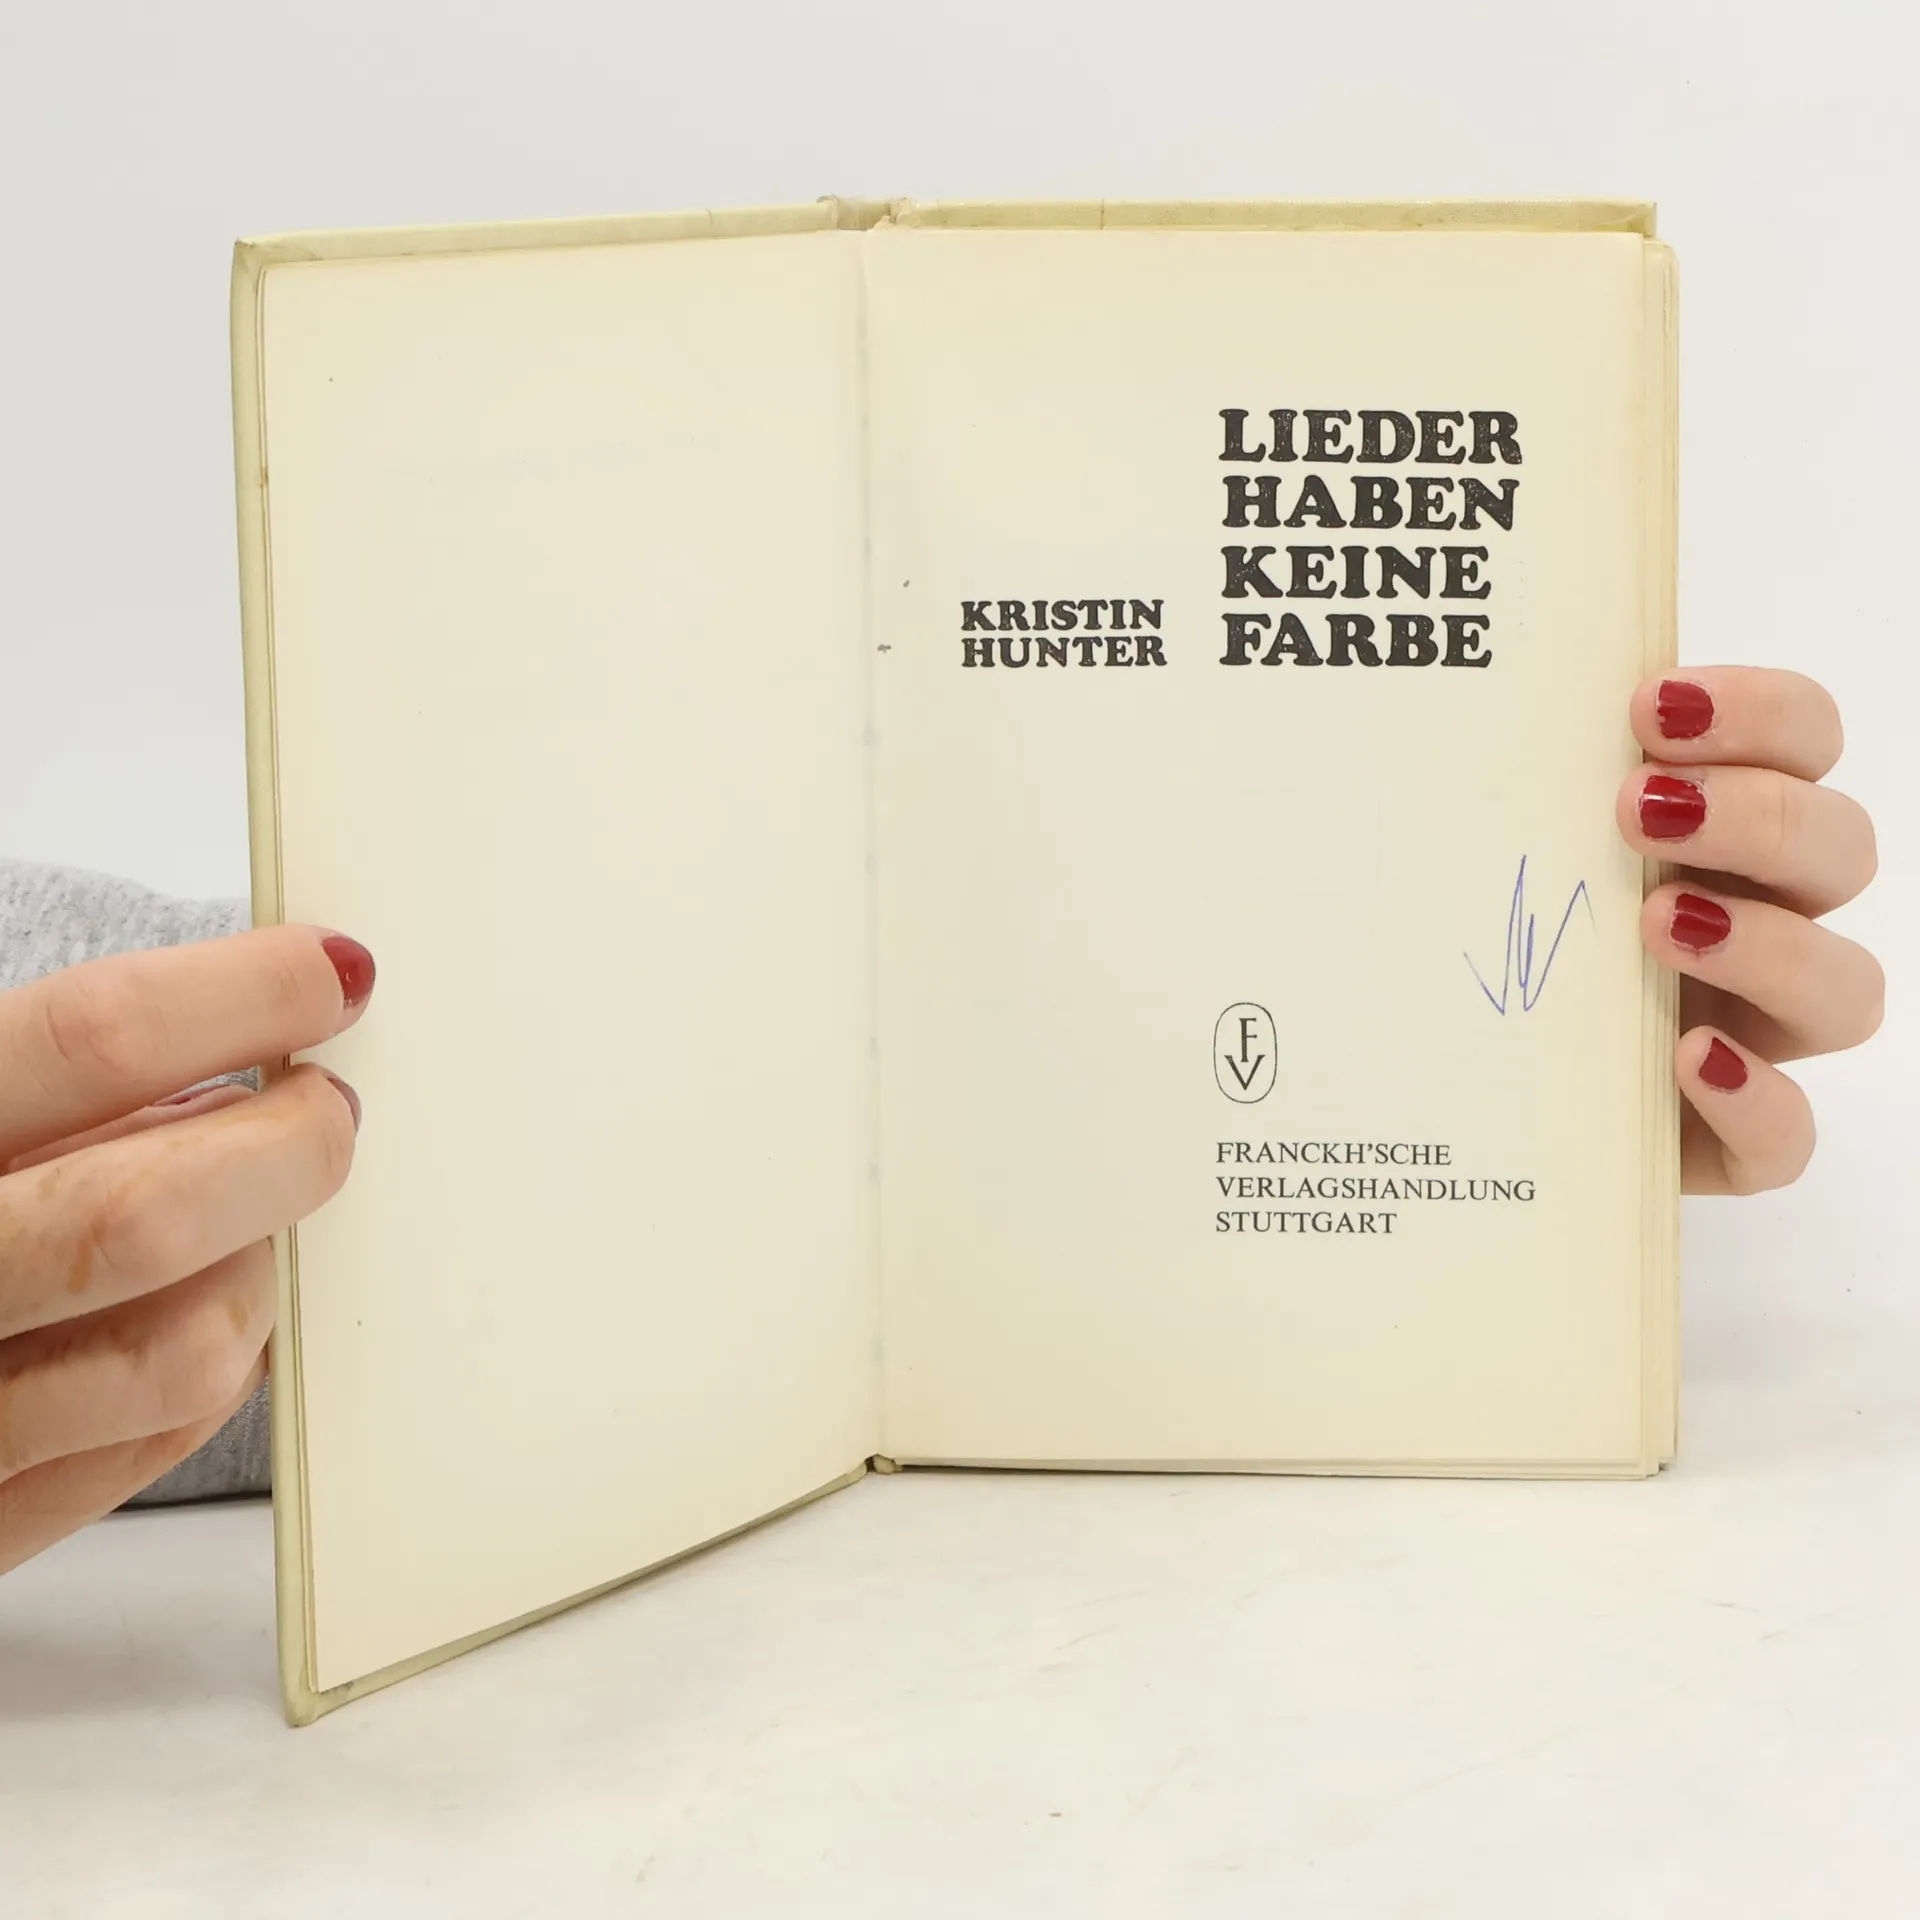 LIEDER
HABEN
KEINE
FARBE
KRISTIN
HUNTER
FV
FRANCKH'SCHE
VERLAGSHANDLUNG
STUTTGART